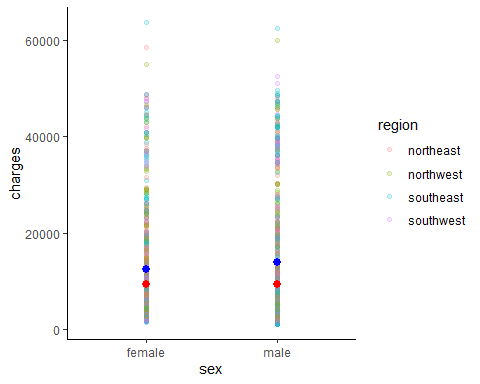 60000
40000
20000
0
charges
female
male
sex
region
northeast
northwest
southeast
southwest